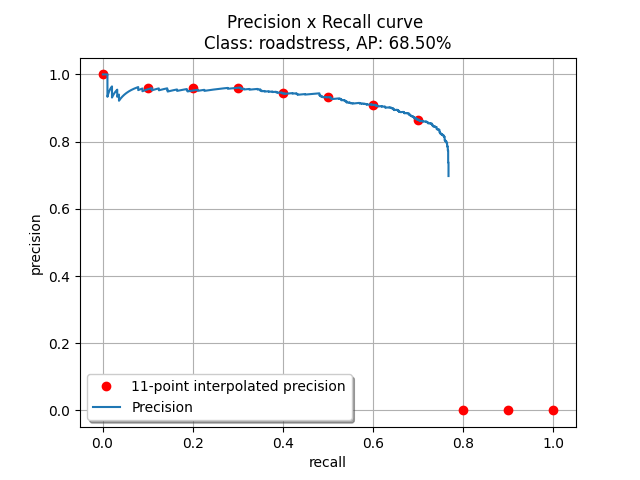 Precision x Recall curve
Class: roadstress, AP: 68.50%
1.0
0.8
0.6
0.4
0.2
0.0
precision
11-point interpolated precision
Precision
0.0 0.2 0.4 0.6 0.8 1.0
recall